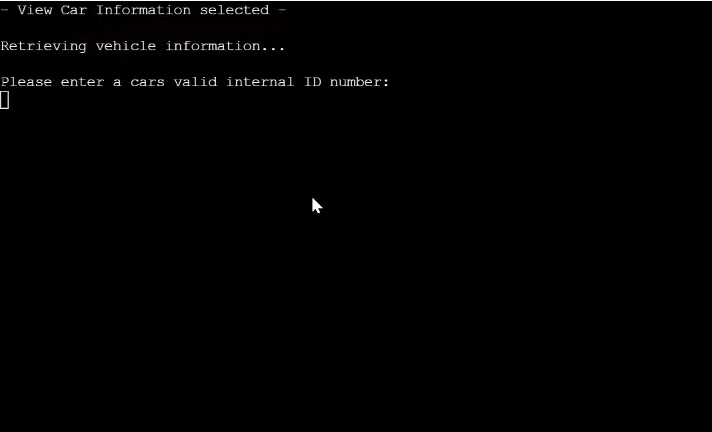 - View Car Information selected -
Retrieving vehicle information...
Please enter a cars valid internal ID number: